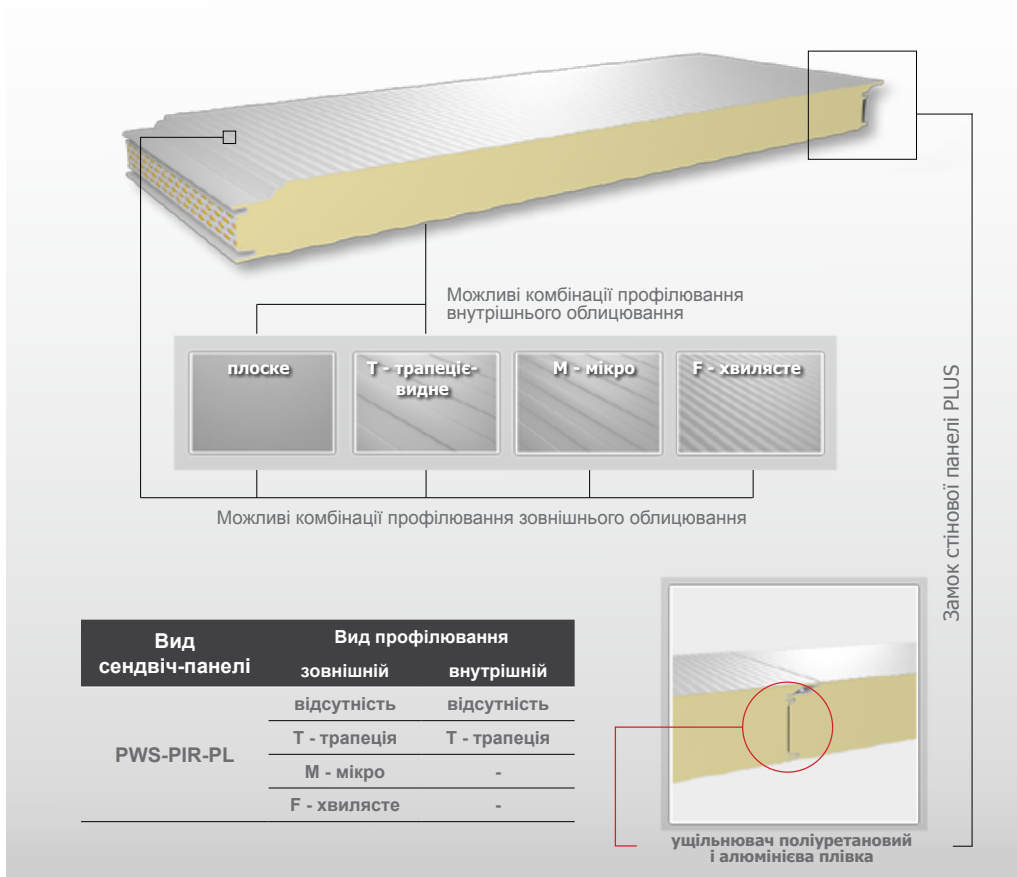 Можливі комбінації профілювання
внутрішнього облицювання
плоске
Т - трапеціє-
видне
М - мікро
F - хвилясте
Можливі комбінації профілювання зовнішнього облицювання
Замок стінової панелі PLUS
Вид
сендвіч-панелі
Вид профілювання
зовнішній
внутрішній
PWS-PIR-PL
відсутність
відсутність
Т - трапеція
Т - трапеція
М - мікро
-
F - хвилясте
-
ущільнювач поліуретановий
і алюмінієва плівка